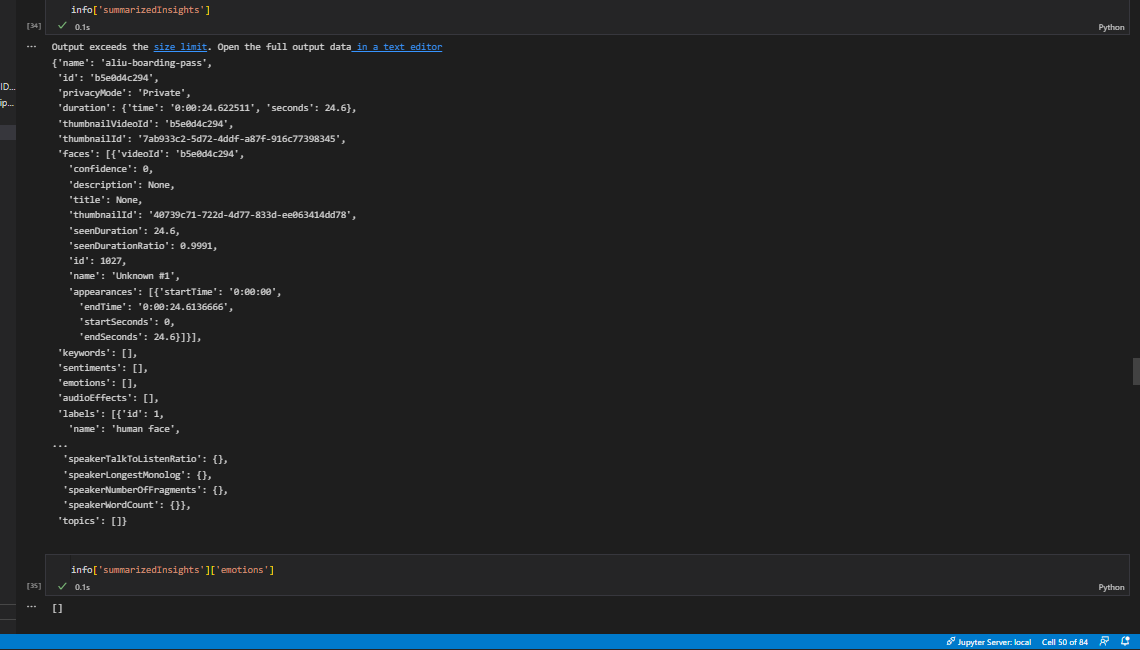 info['summarizedInsights']
[34] 0.1s Python
... Output exceeds the size limit. Open the full output data in a text editor
{'name': 'aliu-boarding-pass',
'id': 'b5e0d4c294',
ID...
'privacyMode': 'Private',
ip...
'duration': {'time': '0:00:24.622511', 'seconds': 24.6},
'thumbnailVideoId': 'b5e0d4c294',
'thumbnailId': '7ab933c2-5d72-4ddf-a87f-916c77398345',
'faces': [{'videoId': 'b5e0d4c294',
'confidence': 0,
'description': None,
'title': None,
'thumbnailId': '40739c71-722d-4d77-833d-ee063414dd78',
'seenDuration': 24.6,
'seenDurationRatio': 0.9991,
'id': 1027,
'name': 'Unknown #1',
'appearances': [{'startTime': '0:00:00',
'endTime': '0:00:24.6136666',
'startSeconds': 0,
'endSeconds': 24.6}]}],
'keywords': [],
'sentiments': [],
'emotions': [],
'audioEffects': [],
'labels': [{'id': 1,
'name': 'human face',
...
'speakerTalkToListenRatio': {},
'speakerLongestMonolog': {},
'speakerNumberOfFragments': {},
'speakerWordCount': {}},
'topics': []}
info['summarizedInsights']['emotions']
[35] 0.1s Python
... []
Jupyter Server: local Cell 50 of 84